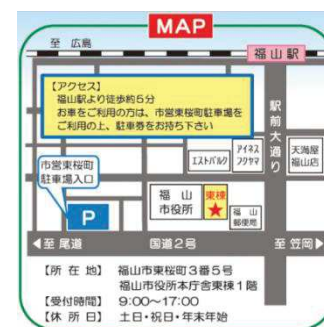 MAP
至 広島
福山駅
【アクセス】
福山駅より徒歩約5分
お車をご利用の方は、市営東桜町駐車場を
ご利用の上、駐車券をお持ち下さい
駅前大通り
エストパルク
アイネス
フクヤマ
天満屋
福山店
市営東桜町
駐車場入口
P
福山
市役所
東棟
★
福山
郵便局
◀至 尾道
国道2号
至 笠岡▶
【所在地】 福山市東桜町3番5号
福山市役所本庁舎東棟1階
【受付時間】 9:00～17:00
【休所日】 土日・祝日・年末年始